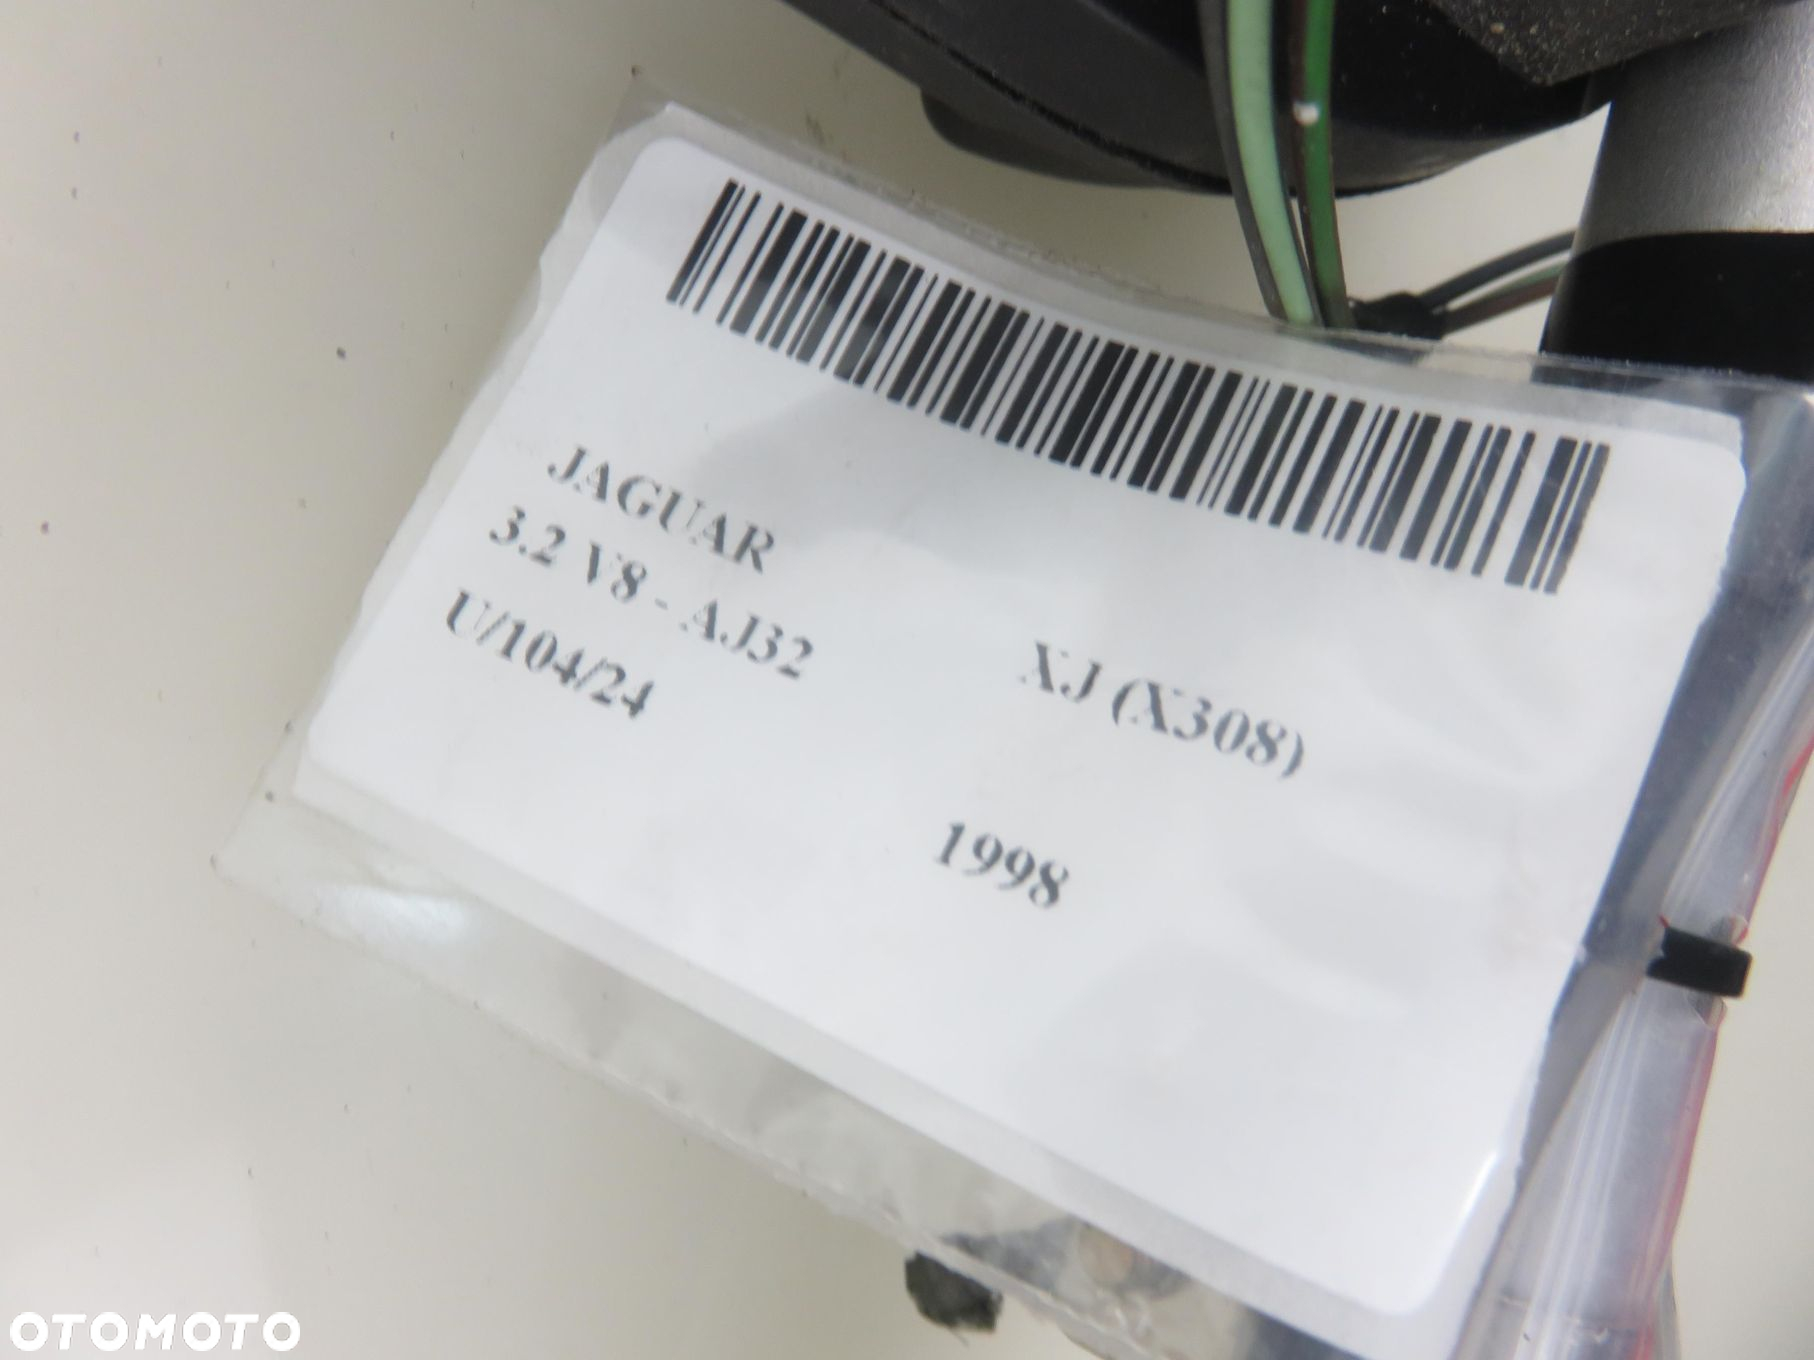 JAGUAR
XJ (X308)
3.2 V8 - AJ32
1998
U/104/24
OTOMOTO